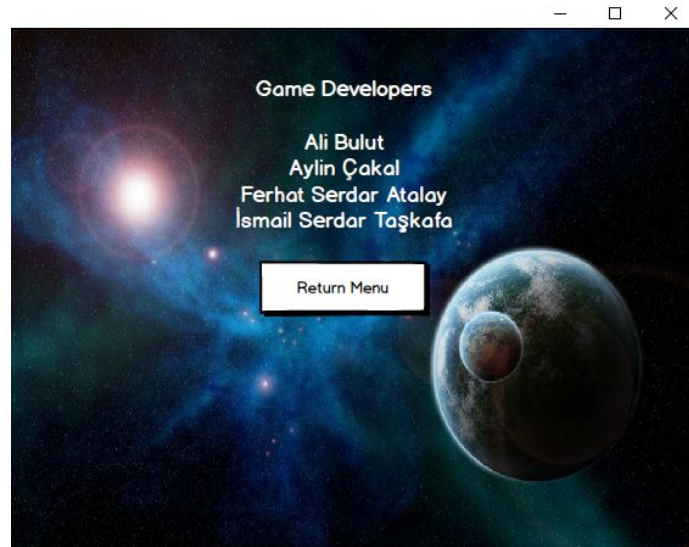 Game Developers
Ali Bulut
Aylin Çakal
Ferhat Serdar Atalay
İsmail Serdar Taşkafa
Return Menu